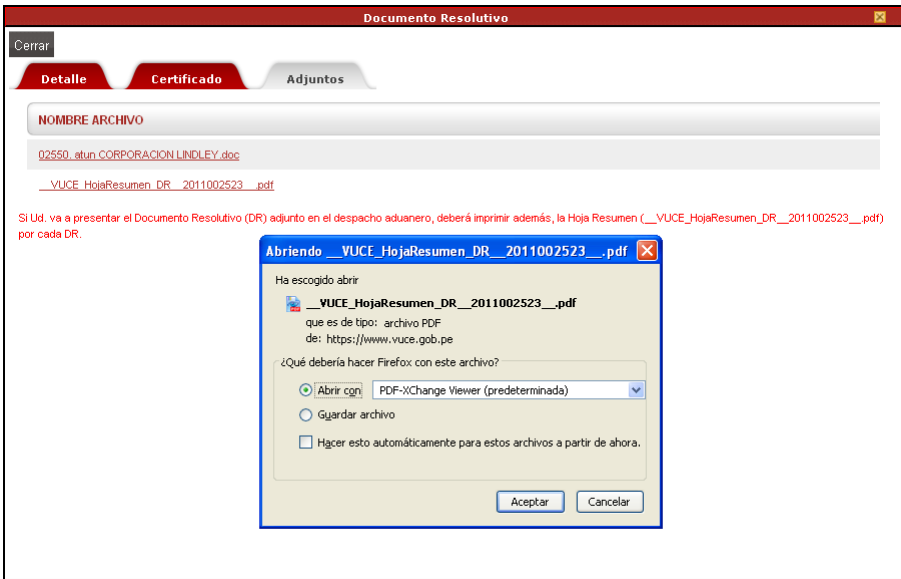 Documento Resolutivo
Cerrar
Detalle Certificado Adjuntos
NOMBRE ARCHIVO
02550. atun CORPORACION LINDLEY.doc
__VUCE_HojaResumen_DR__2011002523__.pdf
Si Ud. va a presentar el Documento Resolutivo (DR) adjunto en el despacho aduanero, deberá imprimir además, la Hoja Resumen (__VUCE_HojaResumen_DR__2011002523__.pdf)
por cada DR.
Abriendo __VUCE_HojaResumen_DR__2011002523__.pdf
Ha escogido abrir
__VUCE_HojaResumen_DR__2011002523__.pdf
que es de tipo: archivo PDF
de: https://www.vuce.gob.pe
¿Qué debería hacer Firefox con este archivo?
Abrir con PDF-XChange Viewer (predeterminada)
Guardar archivo
Hacer esto automáticamente para estos archivos a partir de ahora.
Aceptar Cancelar